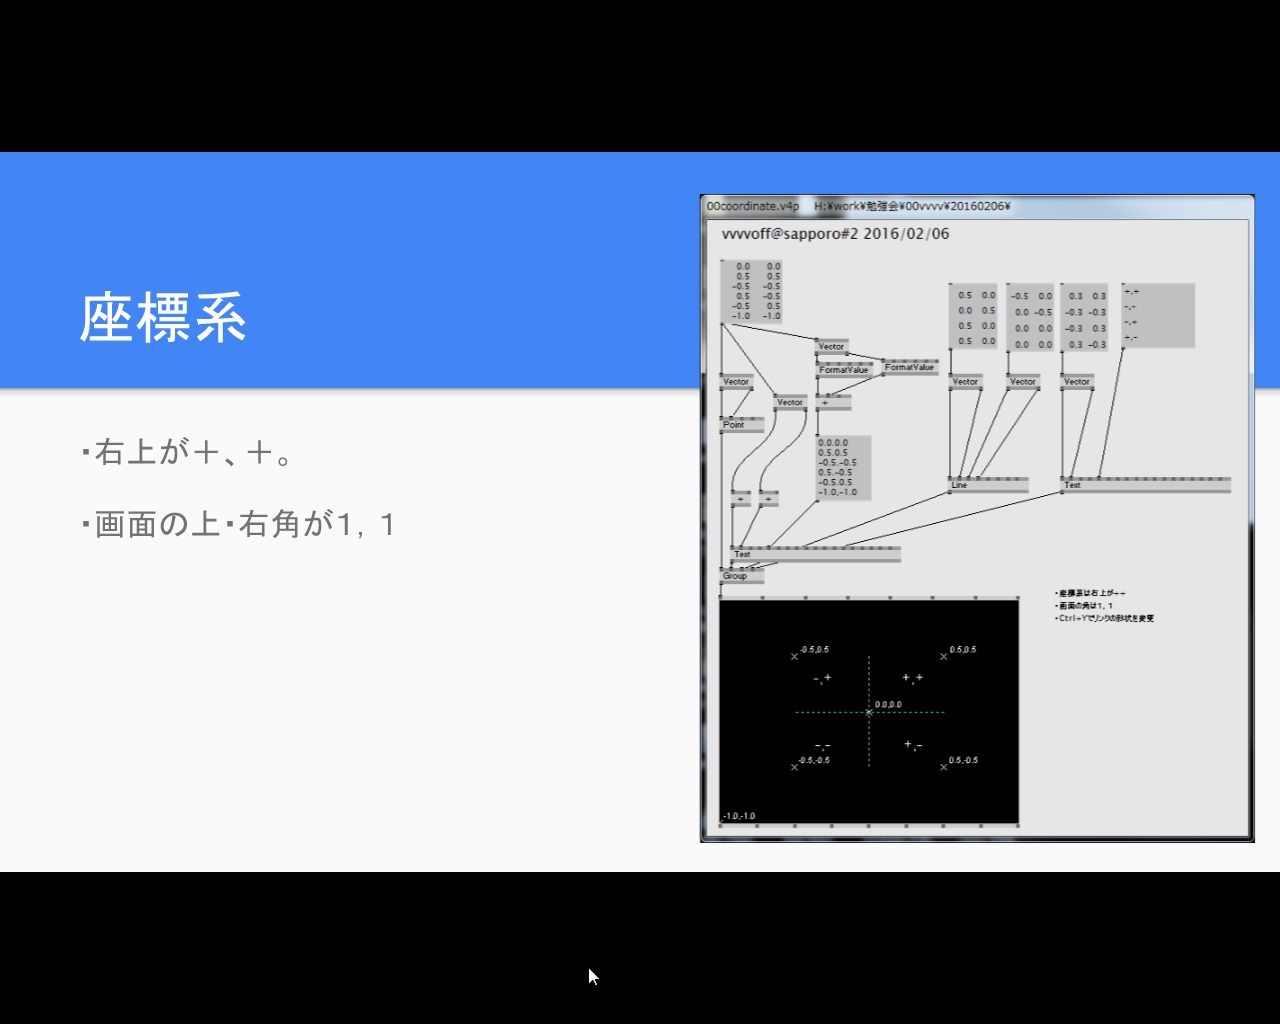 座標系
・右上が＋、＋。
・画面の上・右角が１，１
00coordinate.v4p H:¥work¥勉強会¥00vvvv¥20160206¥
vvvvoff@sapporo#2 2016/02/06
0.0 0.0
0.5 0.5
-0.5 -0.5
0.5 -0.5
-0.5 0.5
-1.0 -1.0
0.5 0.0
0.0 0.5
0.5 0.0
0.5 0.0
-0.5 0.0
0.0 -0.5
0.0 0.0
0.0 0.0
0.3 0.3
-0.3 -0.3
-0.3 0.3
0.3 -0.3
+,+
-,-
-,+
+,-
Vector
FormatValue
FormatValue
Vector
Vector
+
Point
Vector
Vector
Vector
0.0,0.0
0.5,0.5
-0.5,-0.5
0.5,-0.5
-0.5,0.5
-1.0,-1.0
+
+
Line
Text
Text
Group
・座標系は右上が++
・画面の角は1, 1
・Ctrl+Yでリンクの形状を変更
-0.5,0.5
0.5,0.5
-,+
+,+
0.0,0.0
-,-
+,-
-0.5,-0.5
0.5,-0.5
-1.0,-1.0